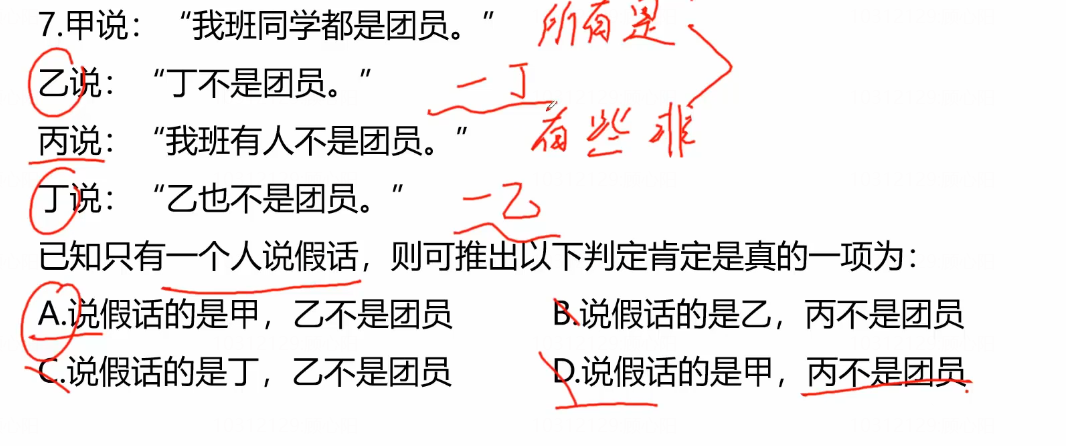 7.甲说：“我班同学都是团员。” 所有是
乙说：“丁不是团员。” 一丁
丙说：“我班有人不是团员。” 有些非
丁说：“乙也不是团员。” 一乙
已知只有一个人说假话，则可推出以下判定肯定是真的一项为：
A.说假话的是甲，乙不是团员 B.说假话的是乙，丙不是团员
C.说假话的是丁，乙不是团员 D.说假话的是甲，丙不是团员